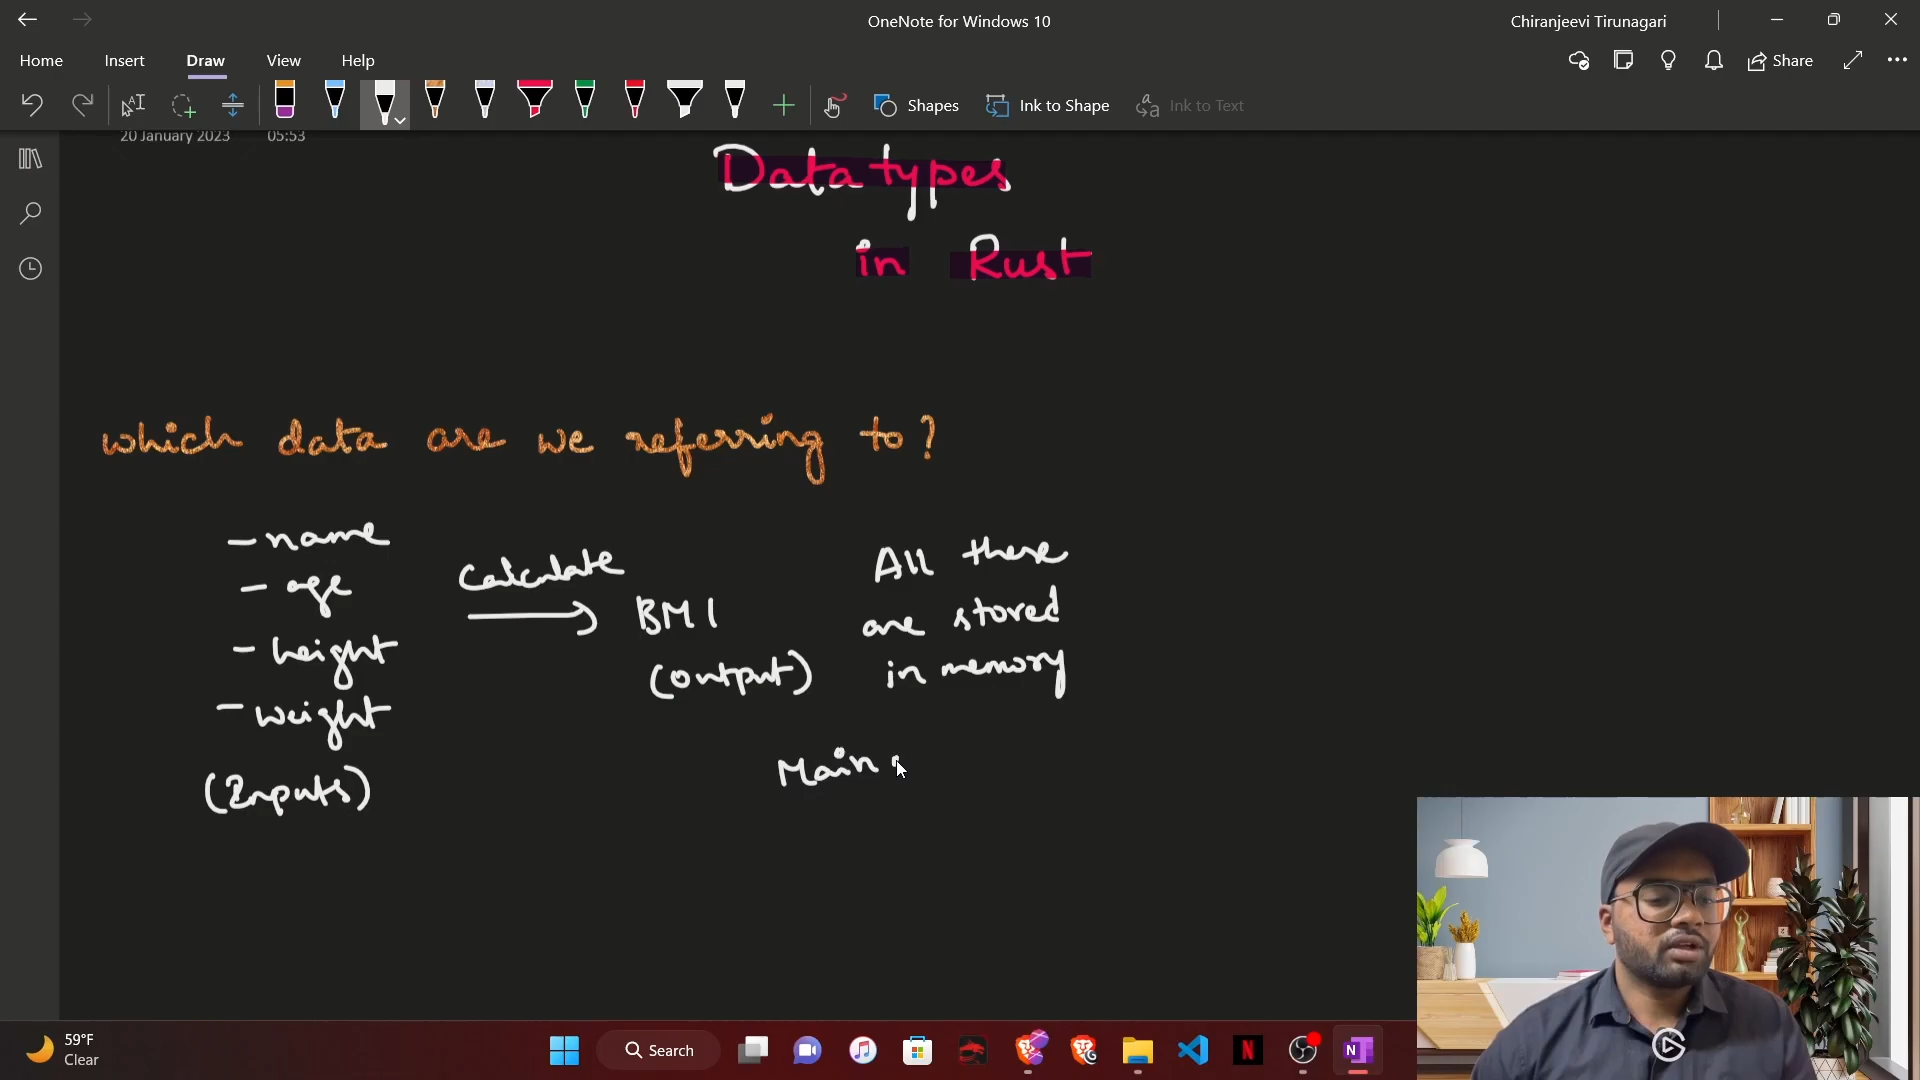 OneNote for Windows 10
Chiranjeevi Tirunagari
Home Insert Draw View Help
Share
Shapes
Ink to Shape
Ink to Text
20 January 2023 05:53
Datatypes
in Rust
which data are we referring to?
- name
- age
- height
- weight
(Inputs)
Calculate
BMI
(output)
All these
are stored
in memory
Main
59°F
Clear
Search
N
N